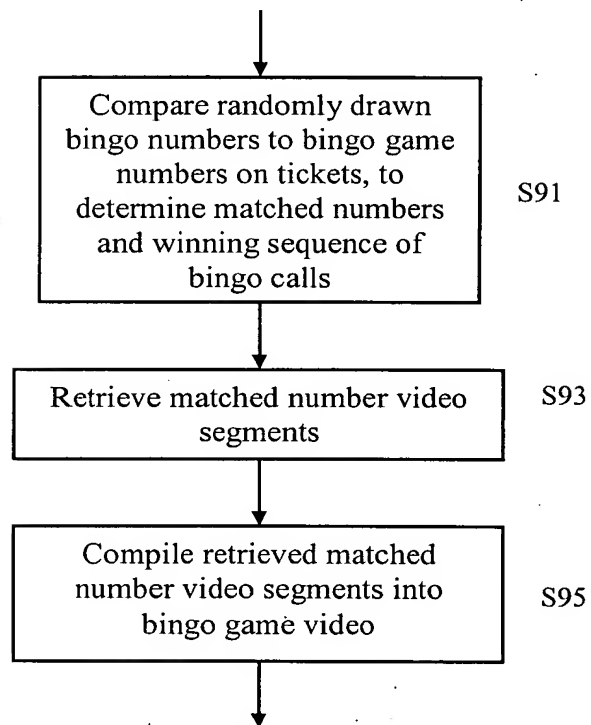 Compare randomly drawn
bingo numbers to bingo game
numbers on tickets, to
determine matched numbers
and winning sequence of
bingo calls
S91
Retrieve matched number video
segments
S93
Compile retrieved matched
number video segments into
bingo game video
S95